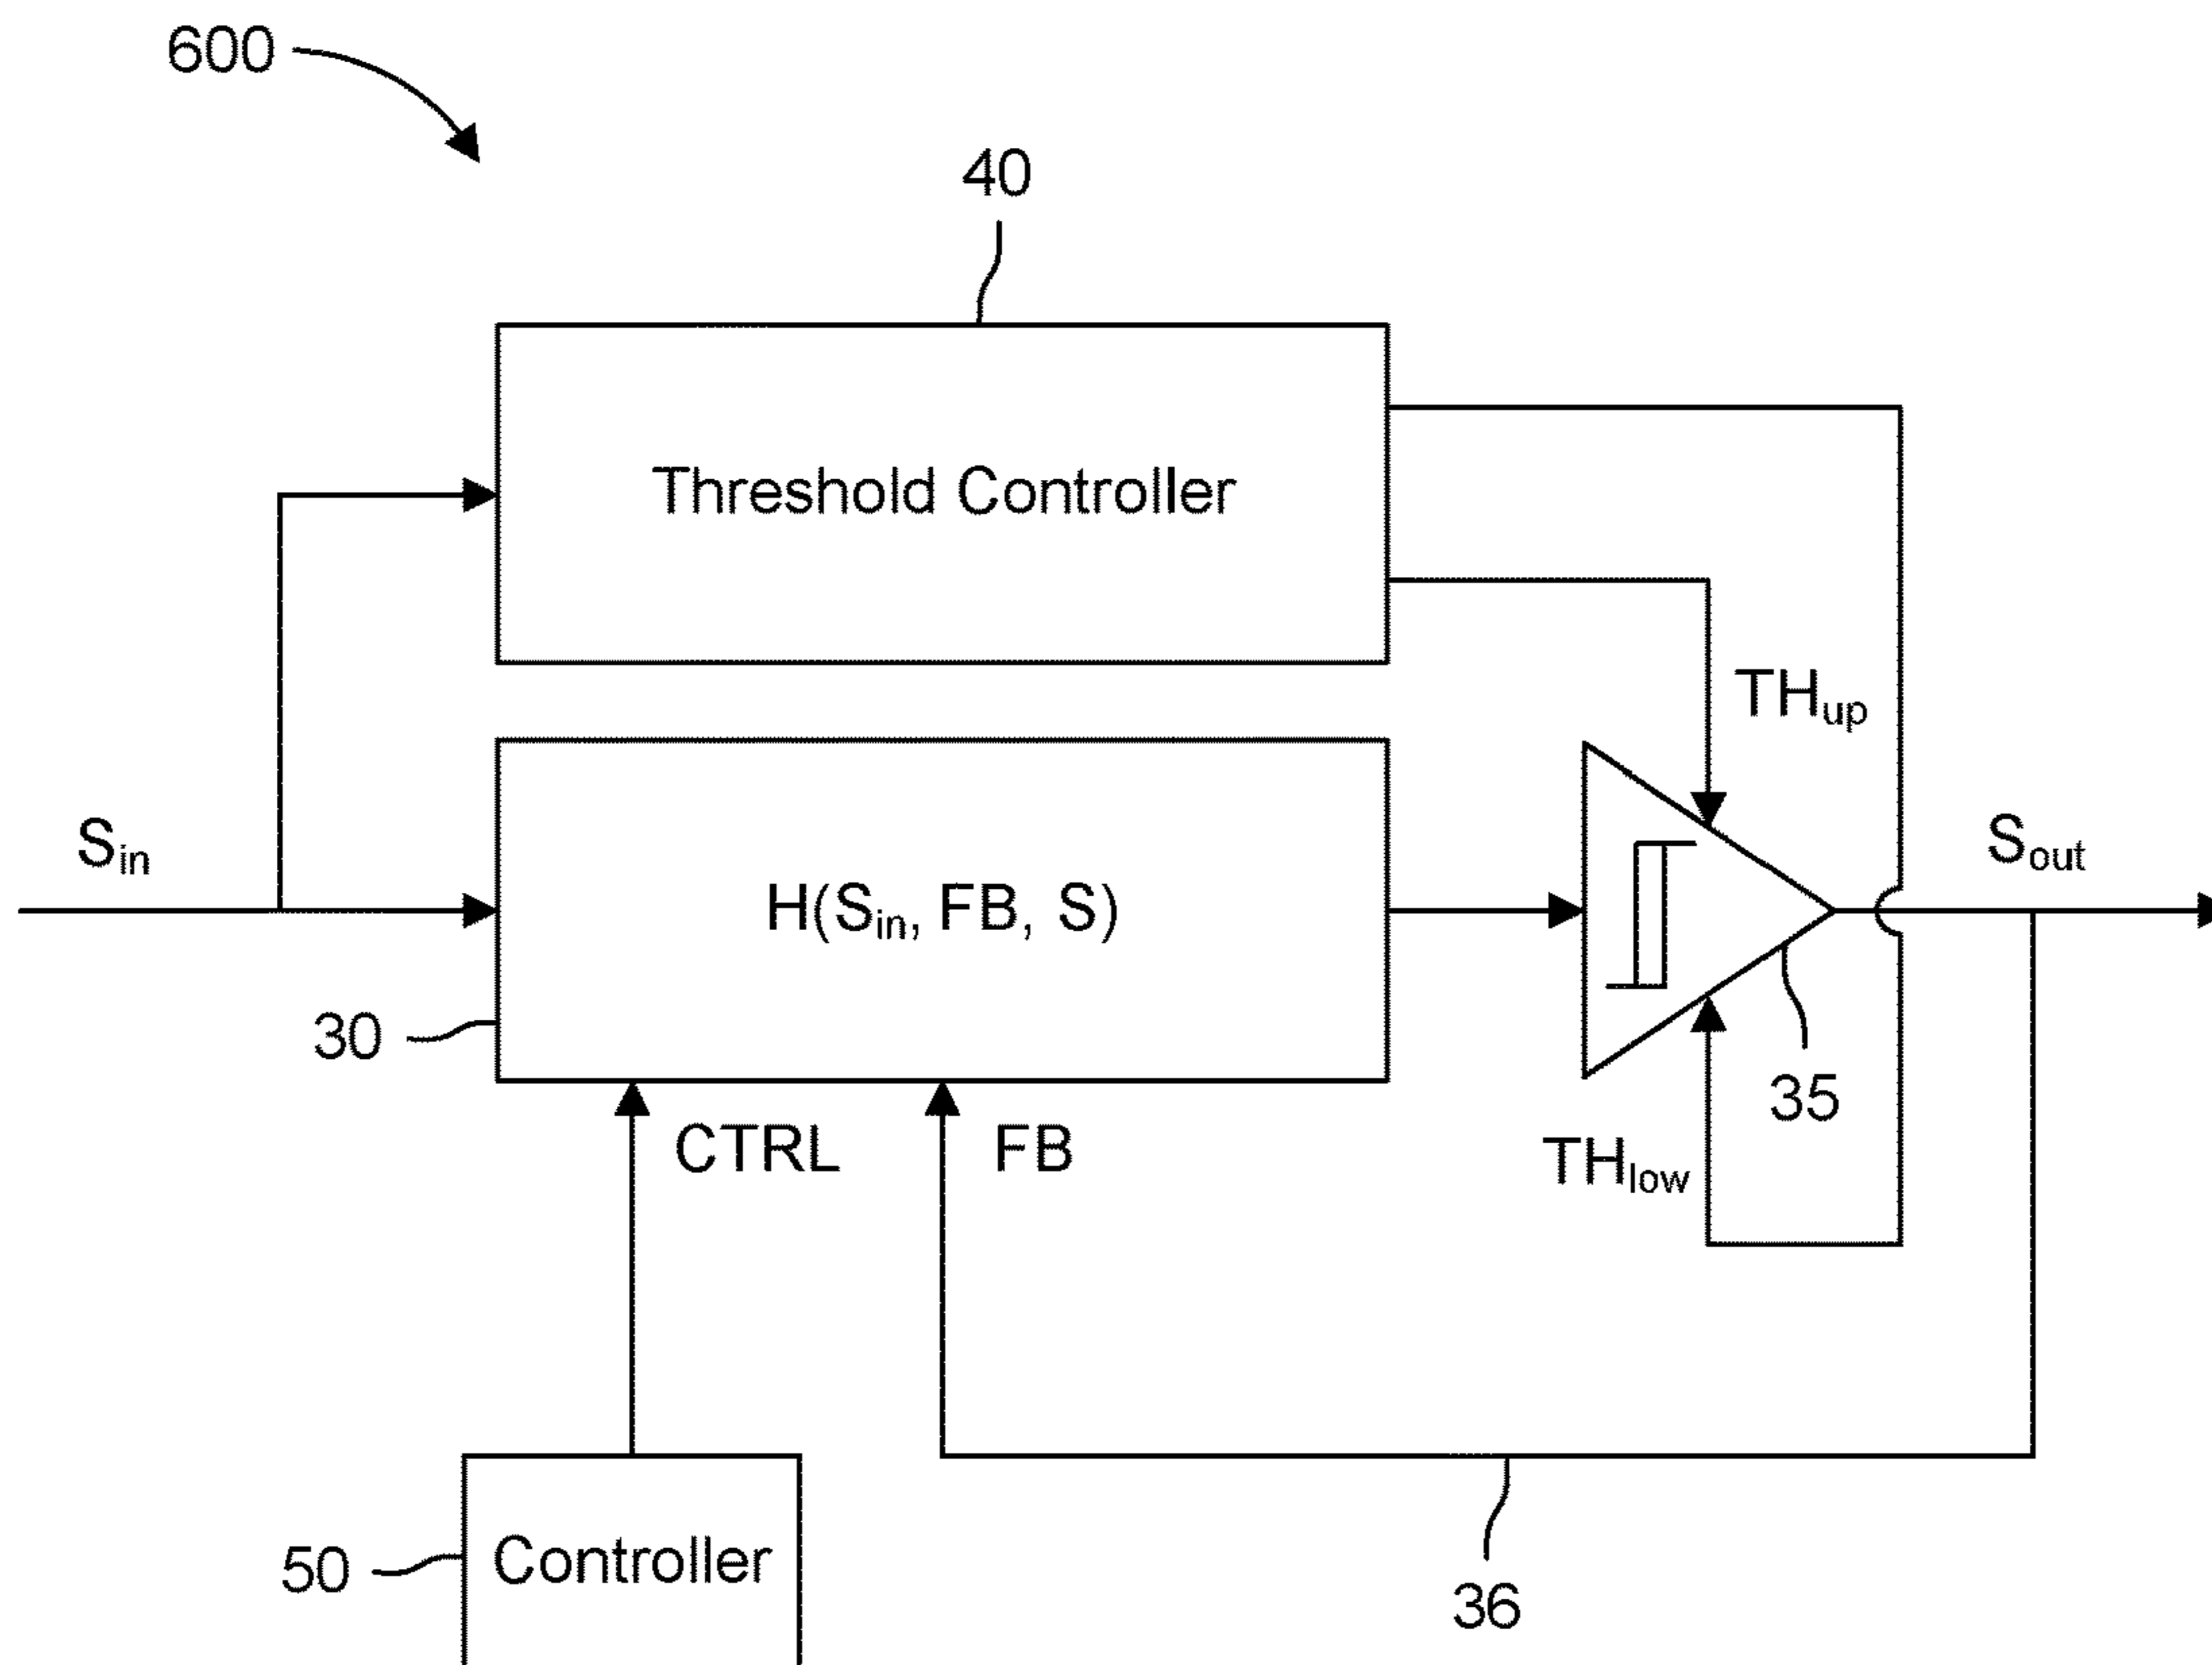 600
40
Threshold Controller
THup
Sin
Sout
H(Sin, FB, S)
30
35
CTRL
FB
THlow
50
Controller
36